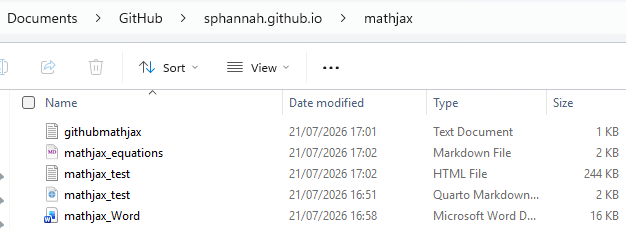 Documents > GitHub > sphannah.github.io > mathjax
Sort View ...
Name Date modified Type Size
githubmathjax 21/07/2026 17:01 Text Document 1 KB
MD mathjax_equations 21/07/2026 17:02 Markdown File 2 KB
mathjax_test 21/07/2026 17:02 HTML File 244 KB
mathjax_test 21/07/2026 16:51 Quarto Markdown... 2 KB
mathjax_Word 21/07/2026 16:58 Microsoft Word D... 16 KB